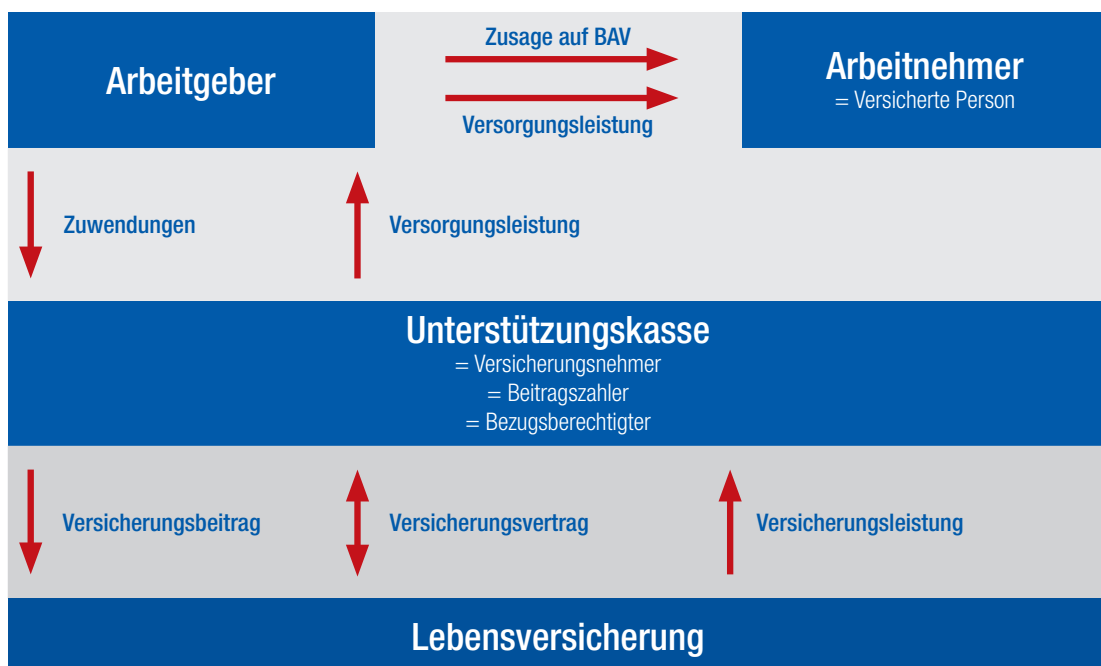 Arbeitgeber
Zusage auf BAV
Versorgungsleistung
Arbeitnehmer
= Versicherte Person
Zuwendungen
Versorgungsleistung
Unterstützungskasse
= Versicherungsnehmer
= Beitragszahler
= Bezugsberechtigter
Versicherungsbeitrag
Versicherungsvertrag
Versicherungsleistung
Lebensversicherung